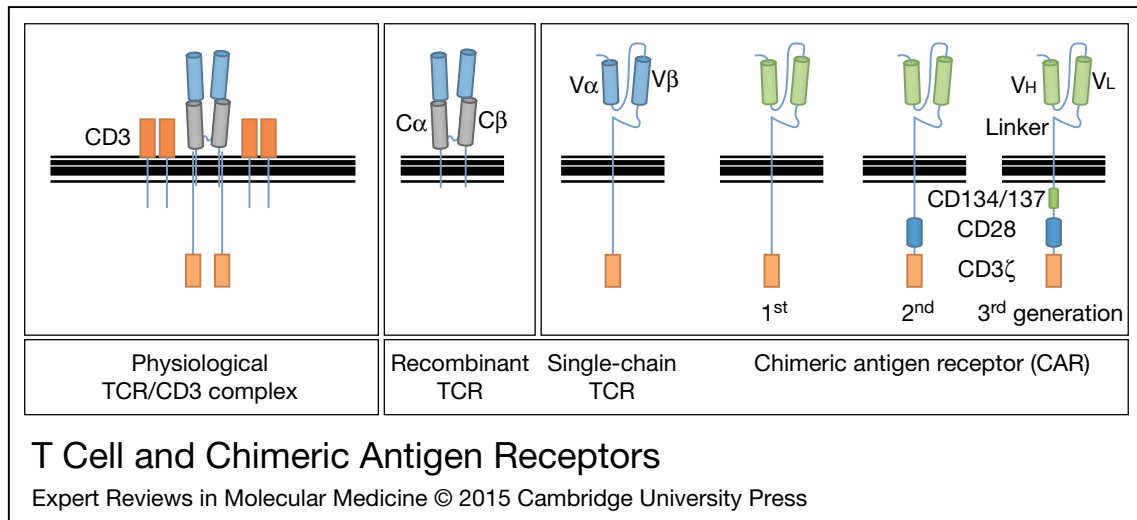 CD3
Cα
Cβ
Vα
Vβ
VH
VL
Linker
CD134/137
CD28
CD3ζ
1st
2nd
3rd generation
Physiological
TCR/CD3 complex
Recombinant
TCR
Single-chain
TCR
Chimeric antigen receptor (CAR)
T Cell and Chimeric Antigen Receptors
Expert Reviews in Molecular Medicine © 2015 Cambridge University Press